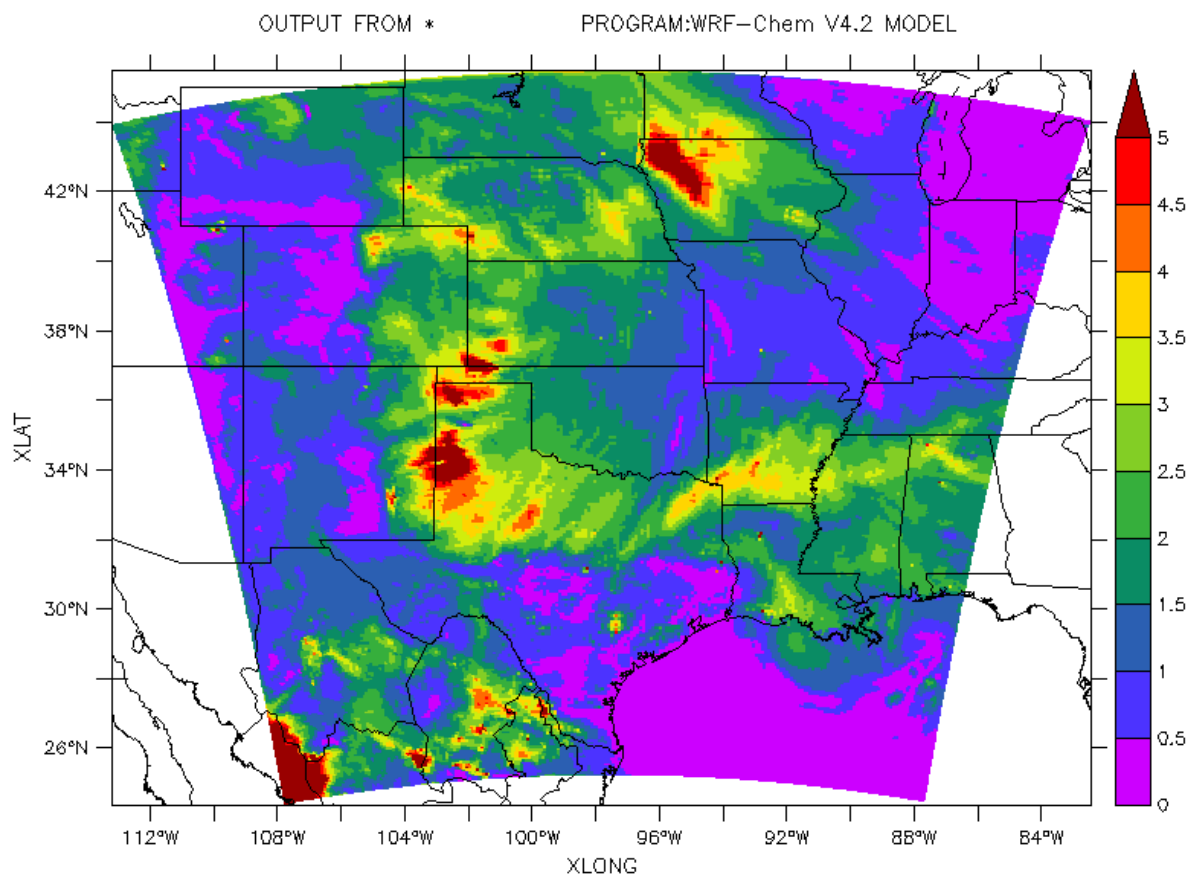 OUTPUT FROM * PROGRAM:WRF-Chem V4.2 MODEL
5
4.5
4
3.5
3
2.5
2
1.5
1
0.5
0
42°N
38°N
34°N
30°N
26°N
XLAT
112°W 108°W 104°W 100°W 96°W 92°W 88°W 84°W
XLONG